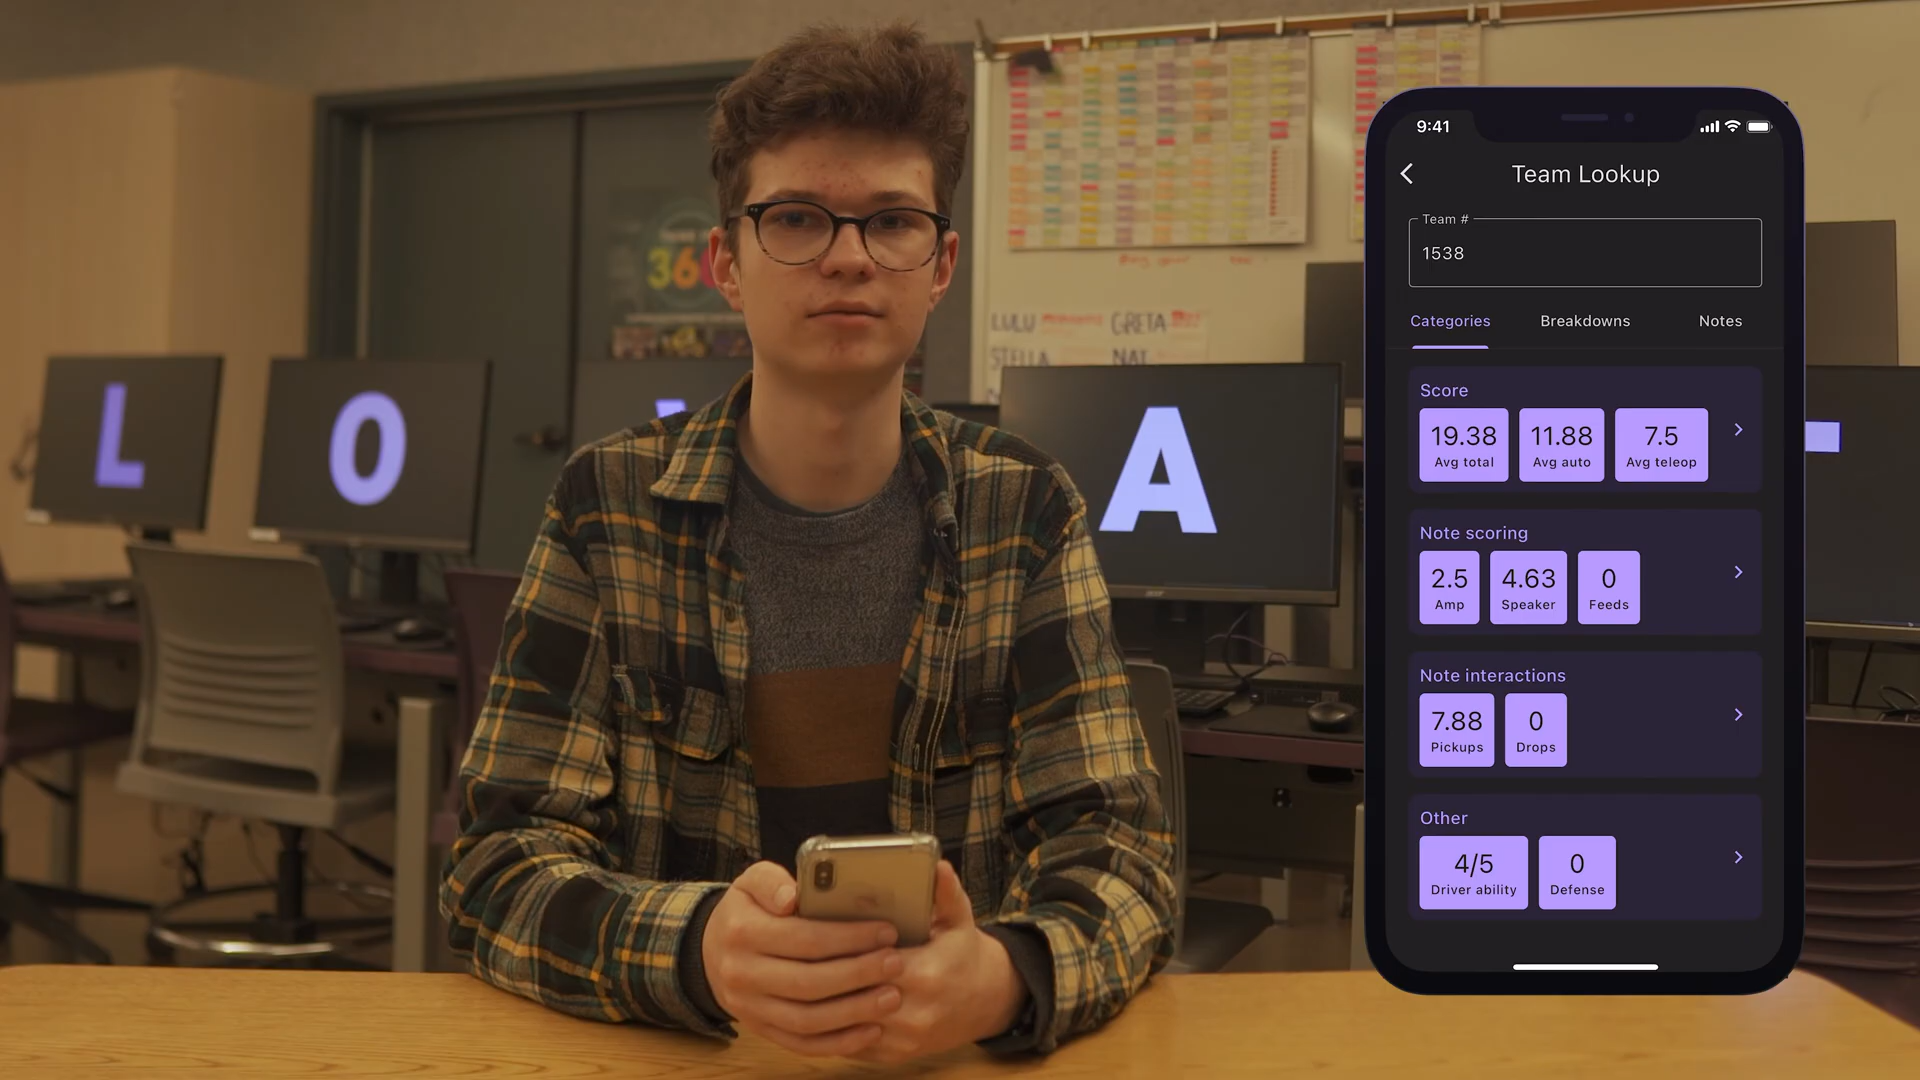 L
O
A
36
LULU
GRETA
STELLA
NAT
acer
9:41
Team Lookup
Team #
1538
Categories
Breakdowns
Notes
Score
19.38
11.88
7.5
Avg total
Avg auto
Avg teleop
Note scoring
2.5
4.63
0
Amp
Speaker
Feeds
Note interactions
7.88
0
Pickups
Drops
Other
4/5
0
Driver ability
Defense